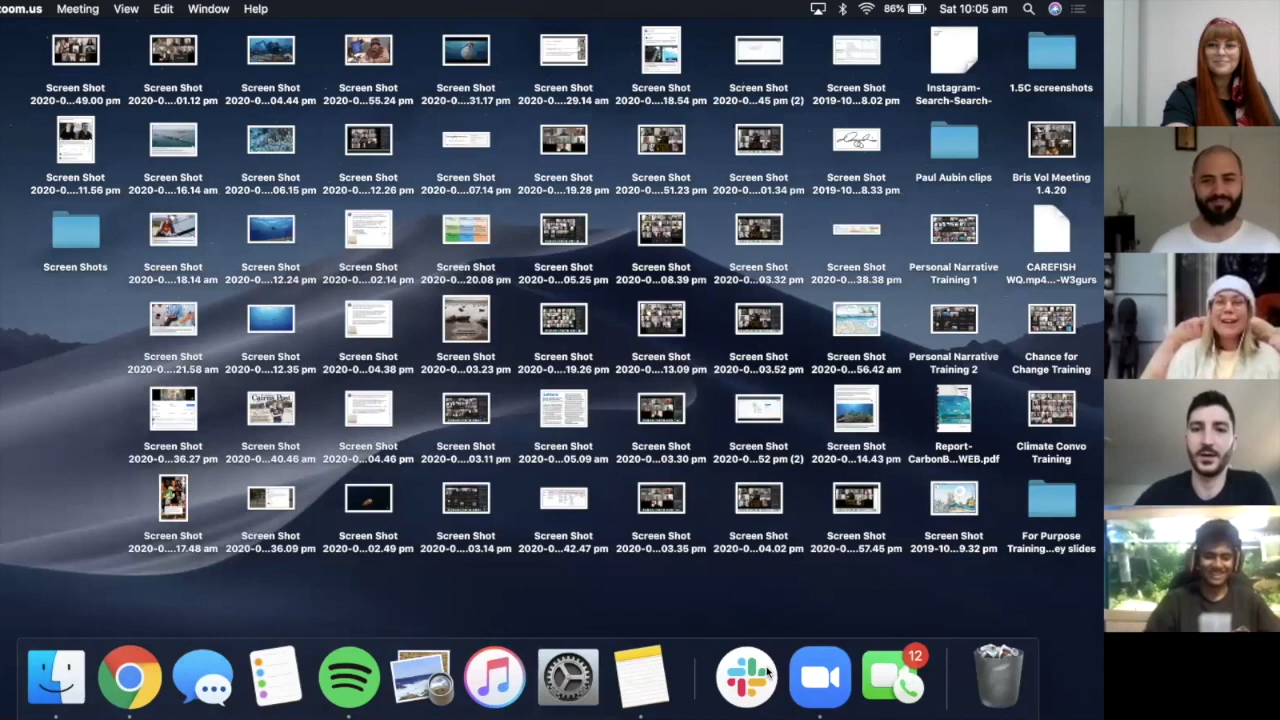 zoom.us Meeting View Edit Window Help 86% Sat 10:05 am
Screen Shot Screen Shot Screen Shot Screen Shot Screen Shot Screen Shot Screen Shot Screen Shot Screen Shot Instagram- 1.5C screenshots
2020-0....49.00 pm 2020-0....01.12 pm 2020-0....04.44 pm 2020-0....55.24 pm 2020-0....31.17 pm 2020-0....29.14 am 2020-0....18.54 pm 2020-0....45 pm (2) 2019-10...8.02 pm Search-Search-
Screen Shot Screen Shot Screen Shot Screen Shot Screen Shot Screen Shot Screen Shot Screen Shot Screen Shot Paul Aubin clips Bris Vol Meeting
2020-0....11.56 pm 2020-0....16.14 am 2020-0....06.15 pm 2020-0....12.26 pm 2020-0....07.14 pm 2020-0....19.28 pm 2020-0....51.23 pm 2020-0....01.34 pm 2019-10...8.33 pm 1.4.20
Screen Shots Screen Shot Screen Shot Screen Shot Screen Shot Screen Shot Screen Shot Screen Shot Screen Shot Personal Narrative CAREFISH
2020-0....18.14 am 2020-0....12.24 pm 2020-0....02.14 pm 2020-0....20.08 pm 2020-0....05.25 pm 2020-0....08.39 pm 2020-0....03.32 pm 2020-0....38.38 pm Training 1 WQ.mp4...-W3gurs
Screen Shot Screen Shot Screen Shot Screen Shot Screen Shot Screen Shot Screen Shot Screen Shot Personal Narrative Chance for
2020-0....21.58 am 2020-0....12.35 pm 2020-0....04.38 pm 2020-0....03.23 pm 2020-0....19.26 pm 2020-0....13.09 pm 2020-0....03.52 pm 2020-0....56.42 am Training 2 Change Training
Cairns Post
Letters
Screen Shot Screen Shot Screen Shot Screen Shot Screen Shot Screen Shot Screen Shot Screen Shot Report- Climate Convo
2020-0....36.27 pm 2020-0....40.46 am 2020-0....04.46 pm 2020-0....03.11 pm 2020-0....05.09 am 2020-0....03.30 pm 2020-0....52 pm (2) 2020-0....14.43 pm CarbonB...WEB.pdf Training
Screen Shot Screen Shot Screen Shot Screen Shot Screen Shot Screen Shot Screen Shot Screen Shot Screen Shot For Purpose
2020-0....17.48 am 2020-0....36.09 pm 2020-0....02.49 pm 2020-0....03.14 pm 2020-0....42.47 pm 2020-0....03.35 pm 2020-0....04.02 pm 2020-0....57.45 pm 2019-10...9.32 pm Training...ey slides
12